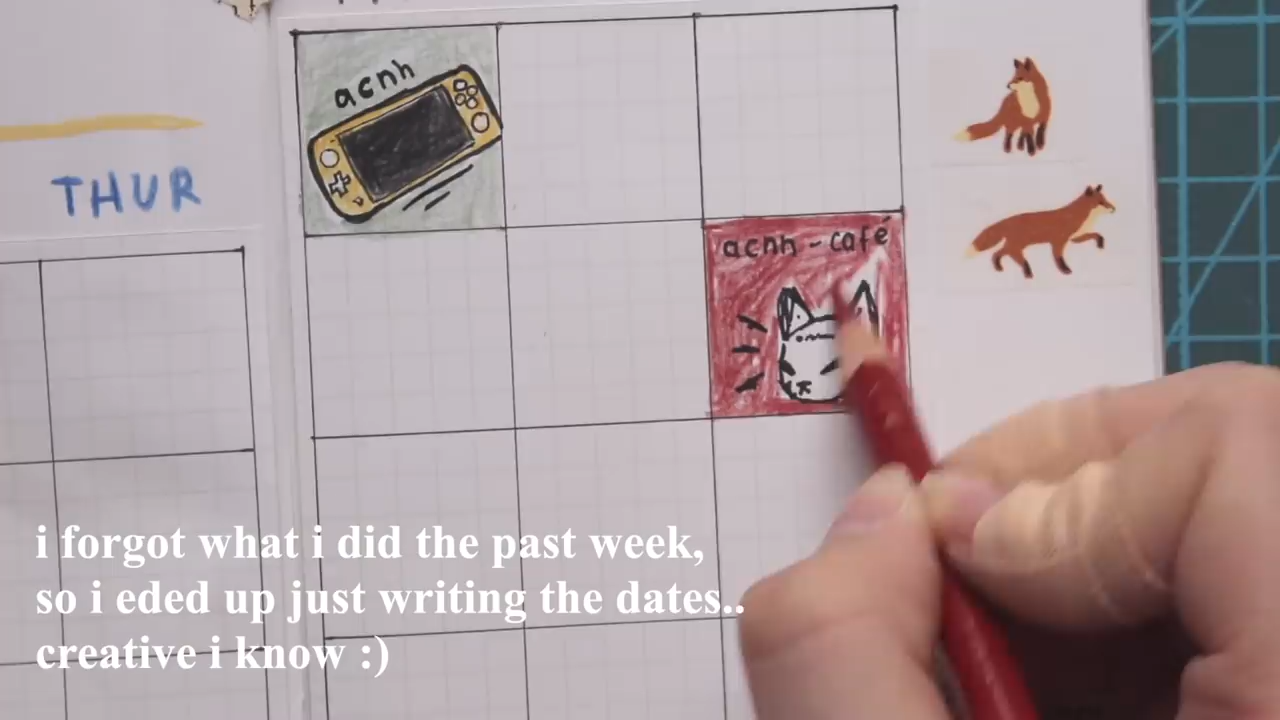 acnh
THUR
acnh - café
i forgot what i did the past week,
so i eded up just writing the dates..
creative i know :)